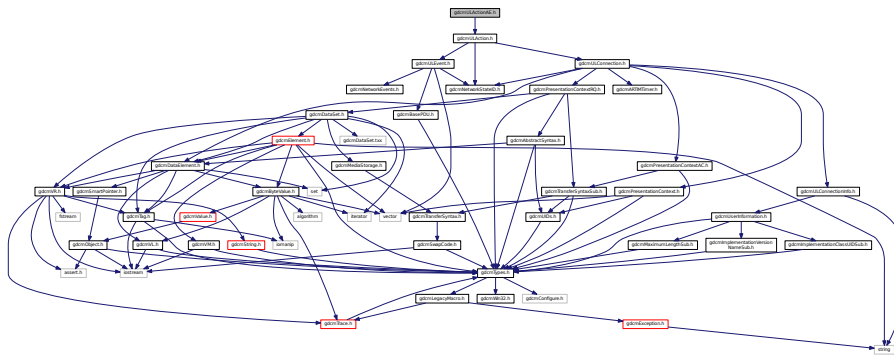 gdcmULActionAE.h
gdcmULAction.h
gdcmULEvent.h
gdcmULConnection.h
gdcmNetworkEvents.h
gdcmNetworkStateID.h
gdcmPresentationContextRQ.h
gdcmARTIMTimer.h
gdcmDataSet.h
gdcmBasePDU.h
gdcmElement.h
gdcmDataSet.txx
gdcmAbstractSyntax.h
gdcmDataElement.h
gdcmMediaStorage.h
gdcmPresentationContextAC.h
gdcmVR.h
gdcmSmartPointer.h
gdcmByteValue.h
set
gdcmTransferSyntaxSub.h
gdcmPresentationContext.h
gdcmULConnectionInfo.h
fstream
gdcmTag.h
gdcmValue.h
algorithm
iterator
vector
gdcmTransferSyntax.h
gdcmUIDs.h
gdcmUserInformation.h
gdcmObject.h
gdcmVL.h
gdcmVM.h
gdcmString.h
iomanip
gdcmSwapCode.h
gdcmMaximumLengthSub.h
gdcmImplementationVersion
NameSub.h
gdcmImplementationClassUIDSub.h
assert.h
iostream
gdcmTypes.h
gdcmLegacyMacro.h
gdcmWin32.h
gdcmConfigure.h
gdcmTrace.h
gdcmException.h
string